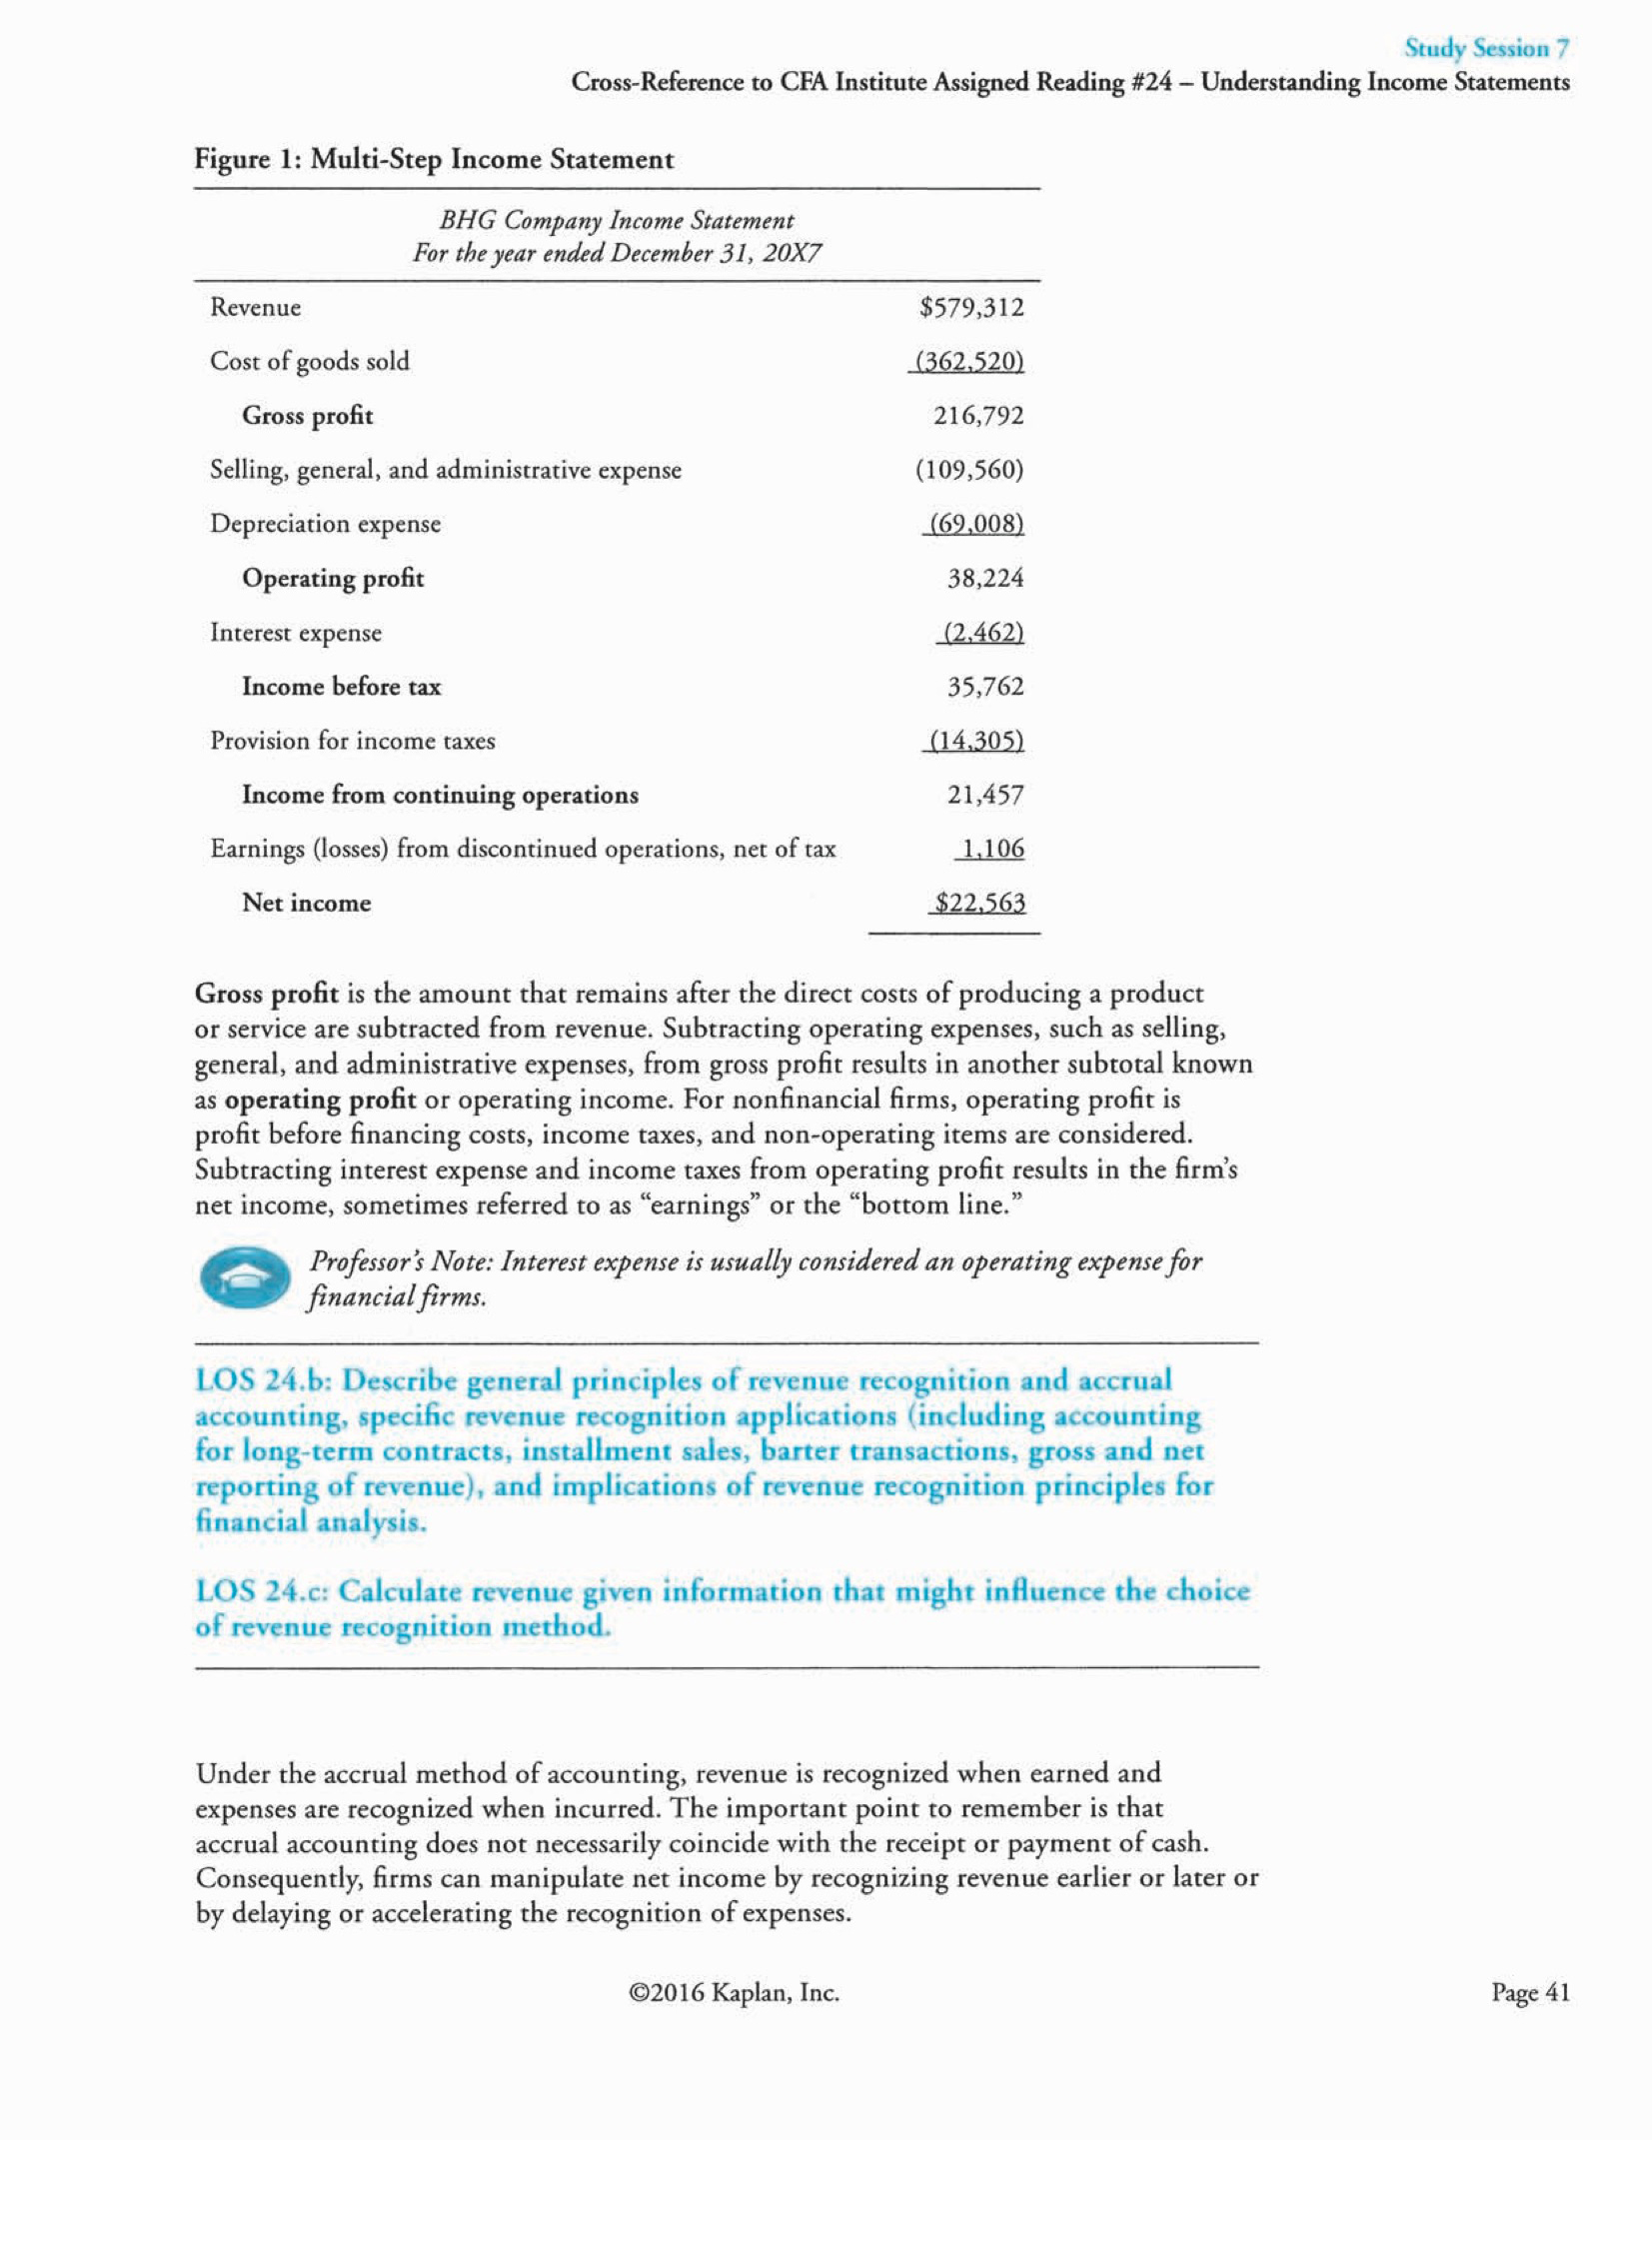 Study Session 7
Cross-Reference to CFA Institute Assigned Reading #24 – Understanding Income Statements
Figure 1: Multi-Step Income Statement
BHG Company Income Statement
For the year ended December 31, 20X7
Revenue $579,312
Cost of goods sold (362,520)
Gross profit 216,792
Selling, general, and administrative expense (109,560)
Depreciation expense (69,008)
Operating profit 38,224
Interest expense (2,462)
Income before tax 35,762
Provision for income taxes (14,305)
Income from continuing operations 21,457
Earnings (losses) from discontinued operations, net of tax 1,106
Net income $22,563
Gross profit is the amount that remains after the direct costs of producing a product
or service are subtracted from revenue. Subtracting operating expenses, such as selling,
general, and administrative expenses, from gross profit results in another subtotal known
as operating profit or operating income. For nonfinancial firms, operating profit is
profit before financing costs, income taxes, and non-operating items are considered.
Subtracting interest expense and income taxes from operating profit results in the firm's
net income, sometimes referred to as “earnings” or the “bottom line.”
Professor's Note: Interest expense is usually considered an operating expense for
financial firms.
LOS 24.b: Describe general principles of revenue recognition and accrual
accounting, specific revenue recognition applications (including accounting
for long-term contracts, installment sales, barter transactions, gross and net
reporting of revenue), and implications of revenue recognition principles for
financial analysis.
LOS 24.c: Calculate revenue given information that might influence the choice
of revenue recognition method.
Under the accrual method of accounting, revenue is recognized when earned and
expenses are recognized when incurred. The important point to remember is that
accrual accounting does not necessarily coincide with the receipt or payment of cash.
Consequently, firms can manipulate net income by recognizing revenue earlier or later or
by delaying or accelerating the recognition of expenses.
©2016 Kaplan, Inc.
Page 41